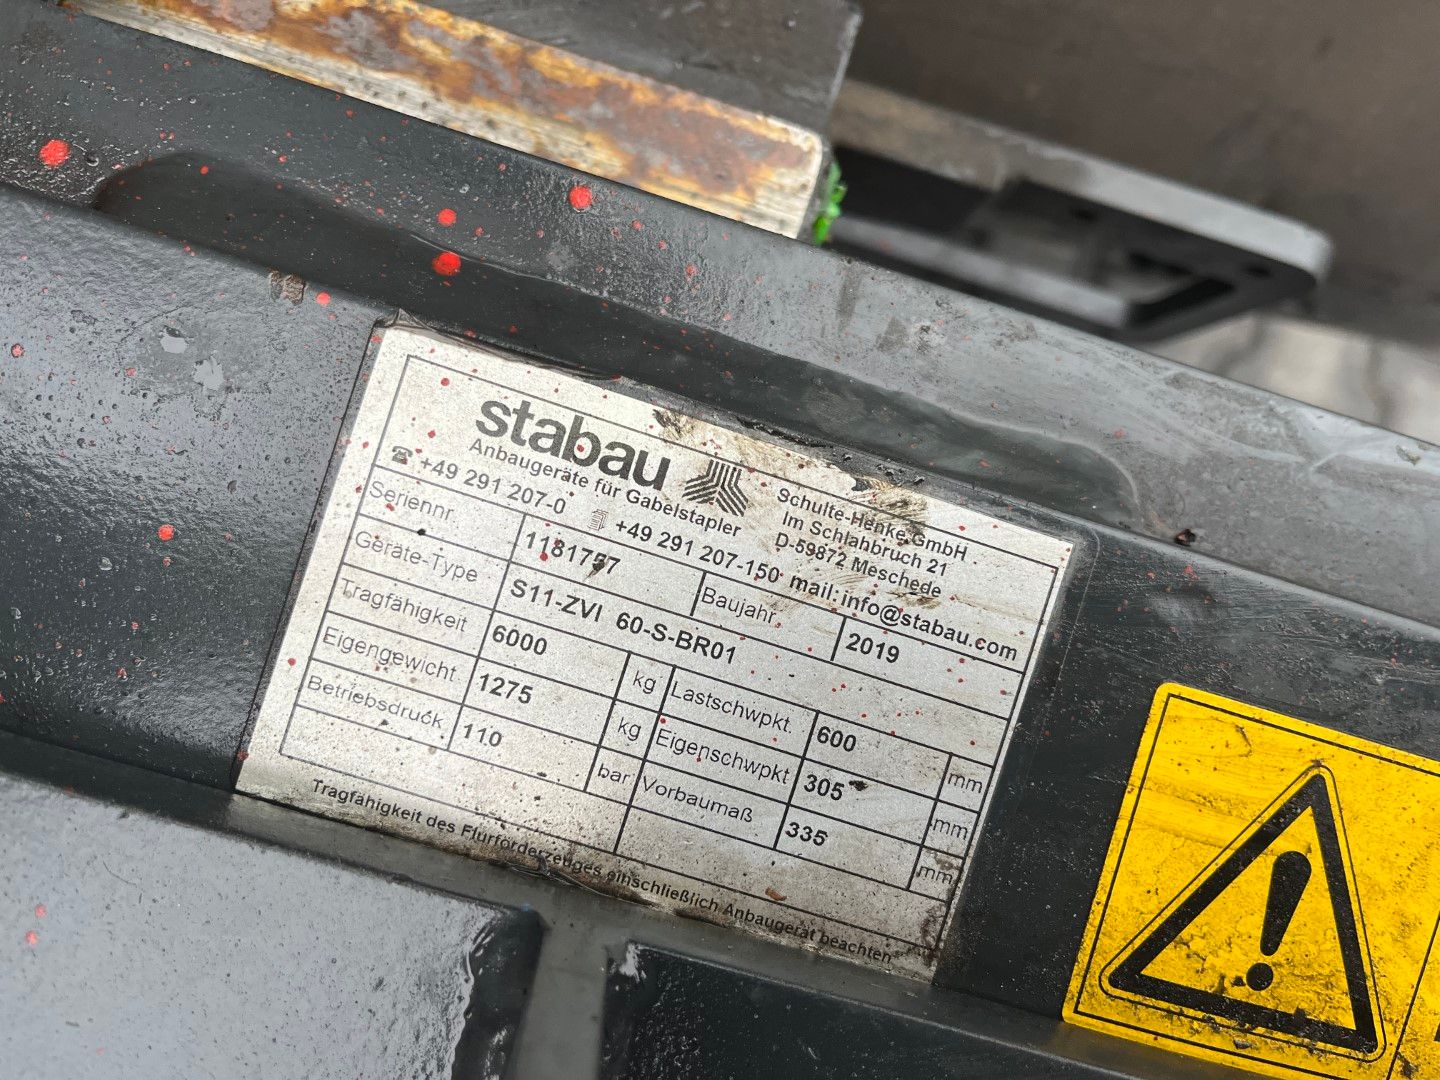 stabau
Anbaugeräte für Gabelstapler
Schulte-Henke GmbH
Im Schlahbruch 21
D-59872 Meschede
+49 291 207-0 +49 291 207-150 mail:info@stabau.com
Seriennr. 1181757 Baujahr 2019
Geräte-Type S11-ZVI 60-S-BR01
Tragfähigkeit 6000 kg Lastschwpkt. 600 mm
Eigengewicht. 1275 kg Eigenschwpkt 305 mm
Betriebsdruck 110 bar Vorbaumaß 335 mm
Tragfähigkeit des Flurförderzeuges einschließlich Anbaugerät beachten